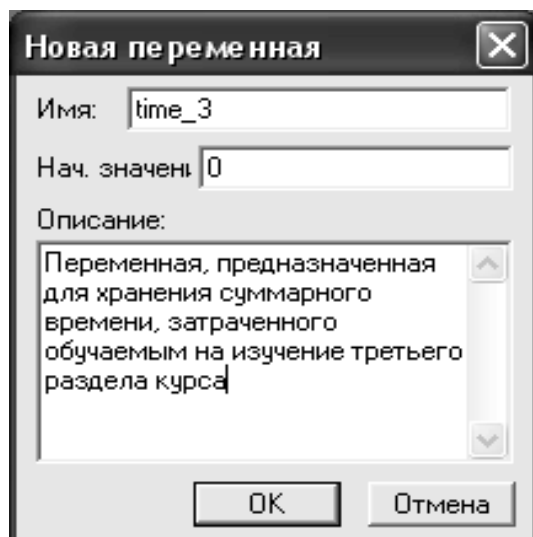 Новая переменная
Имя: time_3
Нач. значени 0
Описание:
Переменная, предназначенная
для хранения суммарного
времени, затраченного
обучаемым на изучение третьего
раздела курса
OK Отмена